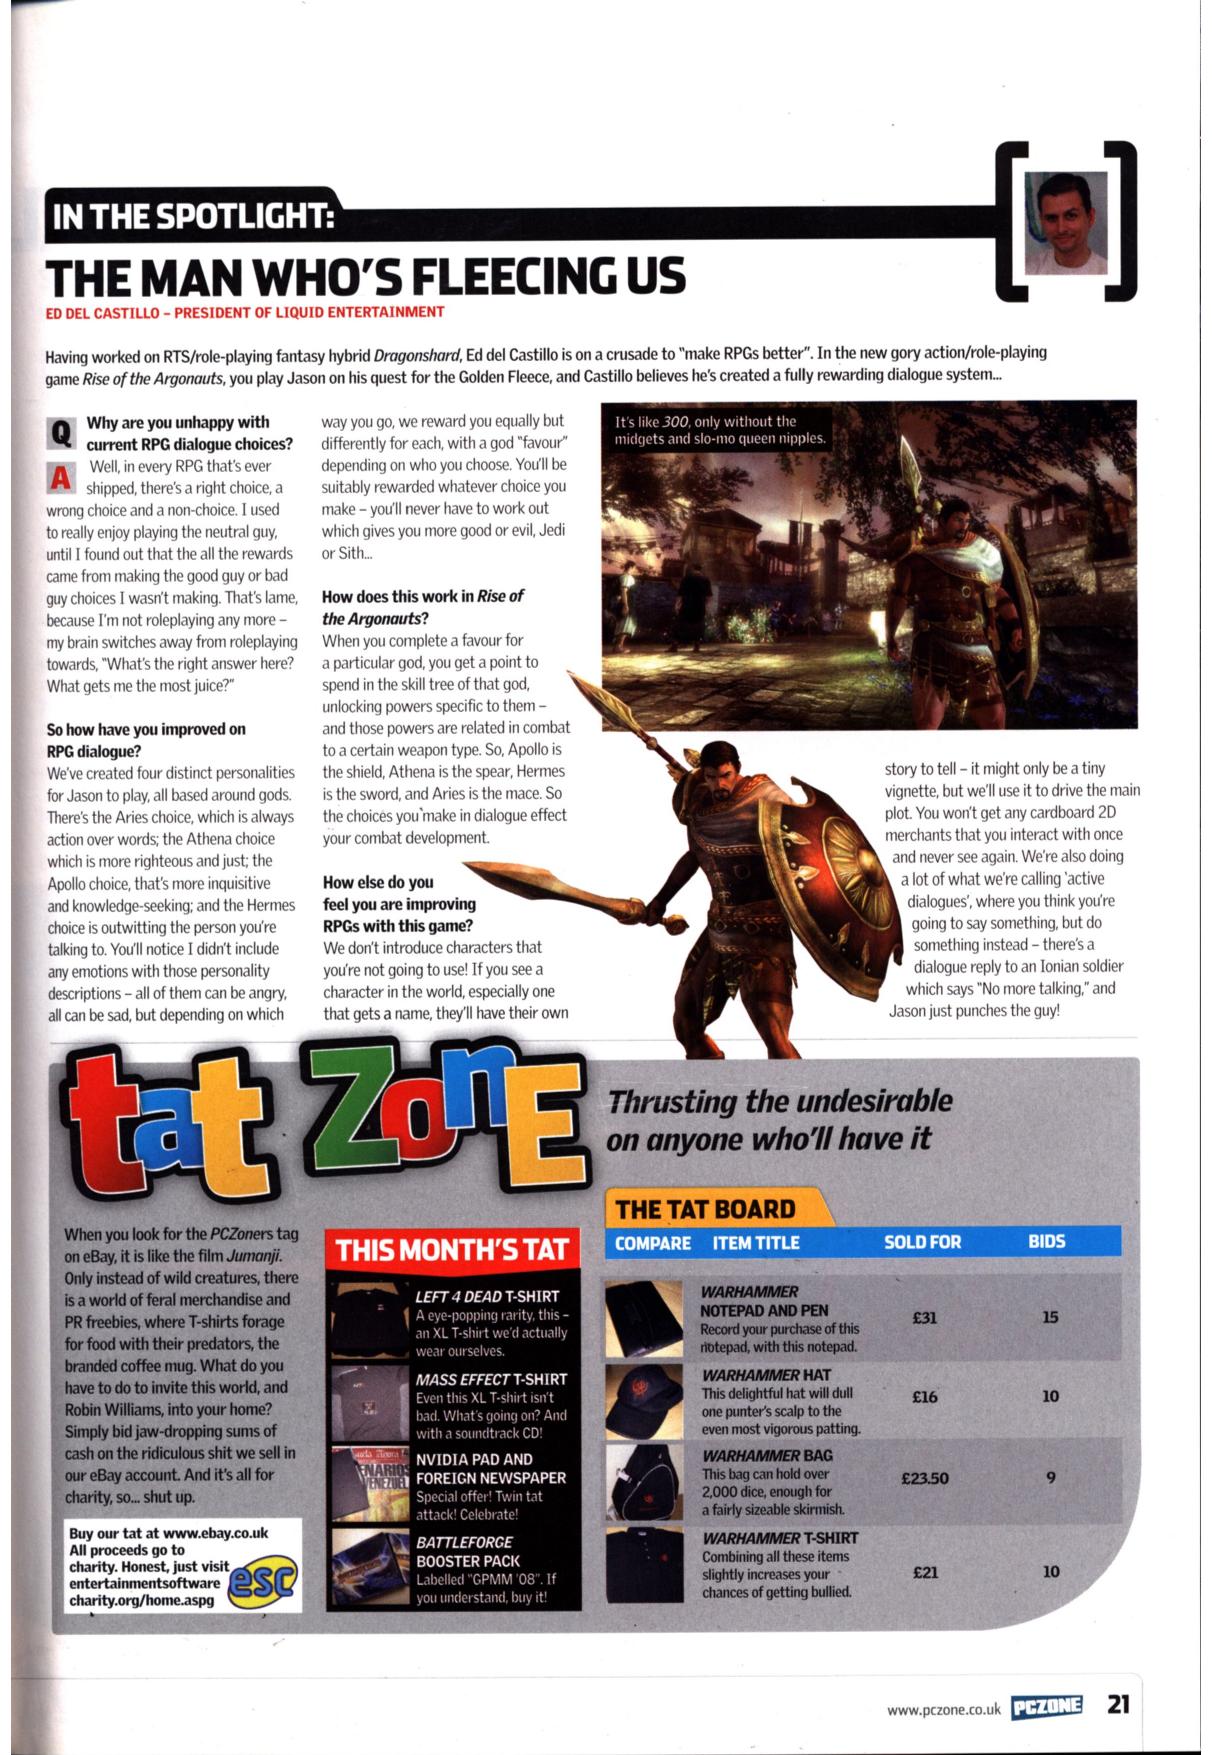 IN THE SPOTLIGHT:
THE MAN WHO'S FLEECING US
ED DEL CASTILLO – PRESIDENT OF LIQUID ENTERTAINMENT
Having worked on RTS/role-playing fantasy hybrid Dragonshard, Ed del Castillo is on a crusade to "make RPGs better". In the new gory action/role-playing
game Rise of the Argonauts, you play Jason on his quest for the Golden Fleece, and Castillo believes he's created a fully rewarding dialogue system...
Q Why are you unhappy with
current RPG dialogue choices?
A Well, in every RPG that's ever
shipped, there's a right choice, a
wrong choice and a non-choice. I used
to really enjoy playing the neutral guy,
until I found out that the all the rewards
came from making the good guy or bad
guy choices I wasn't making. That's lame,
because I'm not roleplaying any more –
my brain switches away from roleplaying
towards, "What's the right answer here?
What gets me the most juice?"
So how have you improved on
RPG dialogue?
We've created four distinct personalities
for Jason to play, all based around gods.
There's the Aries choice, which is always
action over words; the Athena choice
which is more righteous and just; the
Apollo choice, that's more inquisitive
and knowledge-seeking; and the Hermes
choice is outwitting the person you're
talking to. You'll notice I didn't include
any emotions with those personality
descriptions – all of them can be angry,
all can be sad, but depending on which
way you go, we reward you equally but
differently for each, with a god "favour"
depending on who you choose. You'll be
suitably rewarded whatever choice you
make – you'll never have to work out
which gives you more good or evil, Jedi
or Sith...
How does this work in Rise of
the Argonauts?
When you complete a favour for
a particular god, you get a point to
spend in the skill tree of that god,
unlocking powers specific to them –
and those powers are related in combat
to a certain weapon type. So, Apollo is
the shield, Athena is the spear, Hermes
is the sword, and Aries is the mace. So
the choices you make in dialogue effect
your combat development.
How else do you
feel you are improving
RPGs with this game?
We don't introduce characters that
you're not going to use! If you see a
character in the world, especially one
that gets a name, they'll have their own
It's like 300, only without the
midgets and slo-mo queen nipples.
story to tell – it might only be a tiny
vignette, but we'll use it to drive the main
plot. You won't get any cardboard 2D
merchants that you interact with once
and never see again. We're also doing
a lot of what we're calling 'active
dialogues', where you think you're
going to say something, but do
something instead – there's a
dialogue reply to an Ionian soldier
which says "No more talking," and
Jason just punches the guy!
tat ZonE
Thrusting the undesirable
on anyone who'll have it
When you look for the PCZoners tag
on eBay, it is like the film Jumanji.
Only instead of wild creatures, there
is a world of feral merchandise and
PR freebies, where T-shirts forage
for food with their predators, the
branded coffee mug. What do you
have to do to invite this world, and
Robin Williams, into your home?
Simply bid jaw-dropping sums of
cash on the ridiculous shit we sell in
our eBay account. And it's all for
charity, so... shut up.
Buy our tat at www.ebay.co.uk
All proceeds go to
charity. Honest, just visit
entertainmentsoftware
charity.org/home.aspg
esc
THIS MONTH'S TAT
LEFT 4 DEAD T-SHIRT
A eye-popping rarity, this –
an XL T-shirt we'd actually
wear ourselves.
MASS EFFECT T-SHIRT
Even this XL T-shirt isn't
bad. What's going on? And
with a soundtrack CD!
NVIDIA PAD AND
FOREIGN NEWSPAPER
Special offer! Twin tat
attack! Celebrate!
BATTLEFORGE
BOOSTER PACK
Labelled "GPMM '08". If
you understand, buy it!
THE TAT BOARD
COMPARE ITEM TITLE SOLD FOR BIDS
WARHAMMER
NOTEPAD AND PEN
Record your purchase of this
notepad, with this notepad.
£31 15
WARHAMMER HAT
This delightful hat will dull
one punter's scalp to the
even most vigorous patting.
£16 10
WARHAMMER BAG
This bag can hold over
2,000 dice, enough for
a fairly sizeable skirmish.
£23.50 9
WARHAMMER T-SHIRT
Combining all these items
slightly increases your
chances of getting bullied.
£21 10
www.pczone.co.uk PCZONE 21